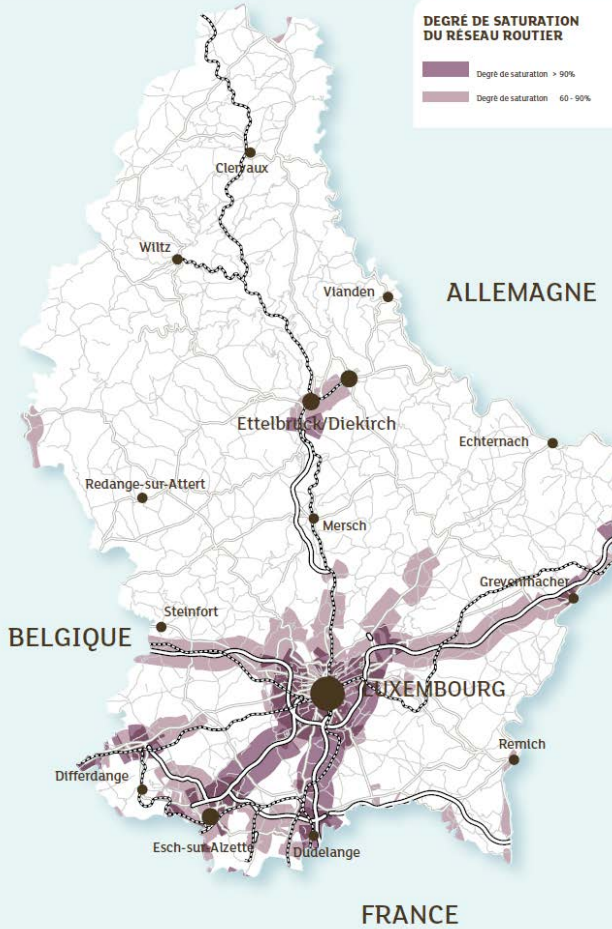 DEGRÉ DE SATURATION
DU RÉSEAU ROUTIER
Degré de saturation > 90%
Degré de saturation 60 - 90%
Clervaux
Wiltz
Vianden
ALLEMAGNE
Ettelbruck/Diekirch
Echternach
Redange-sur-Attert
Mersch
Grevenmacher
Steinfort
BELGIQUE
LUXEMBOURG
Remich
Differdange
Esch-sur-Alzette
Dudelange
FRANCE